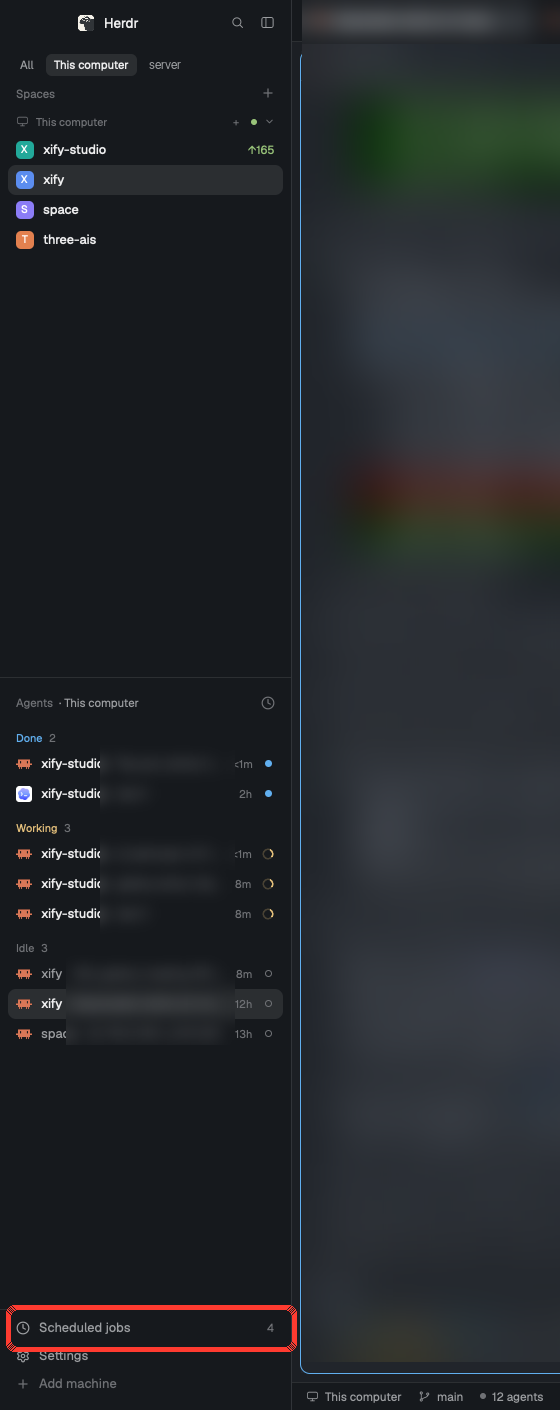 Herdr
All This computer server
Spaces
This computer
X xify-studio ↑165
X xify
S space
T three-ais
Agents · This computer
Done 2
xify-studio <1m
xify-studio 2h
Working 3
xify-studio <1m
xify-studio 8m
xify-studio 8m
Idle 3
xify 8m
xify 12h
spac 13h
Scheduled jobs 4
Settings
Add machine
This computer main 12 agents